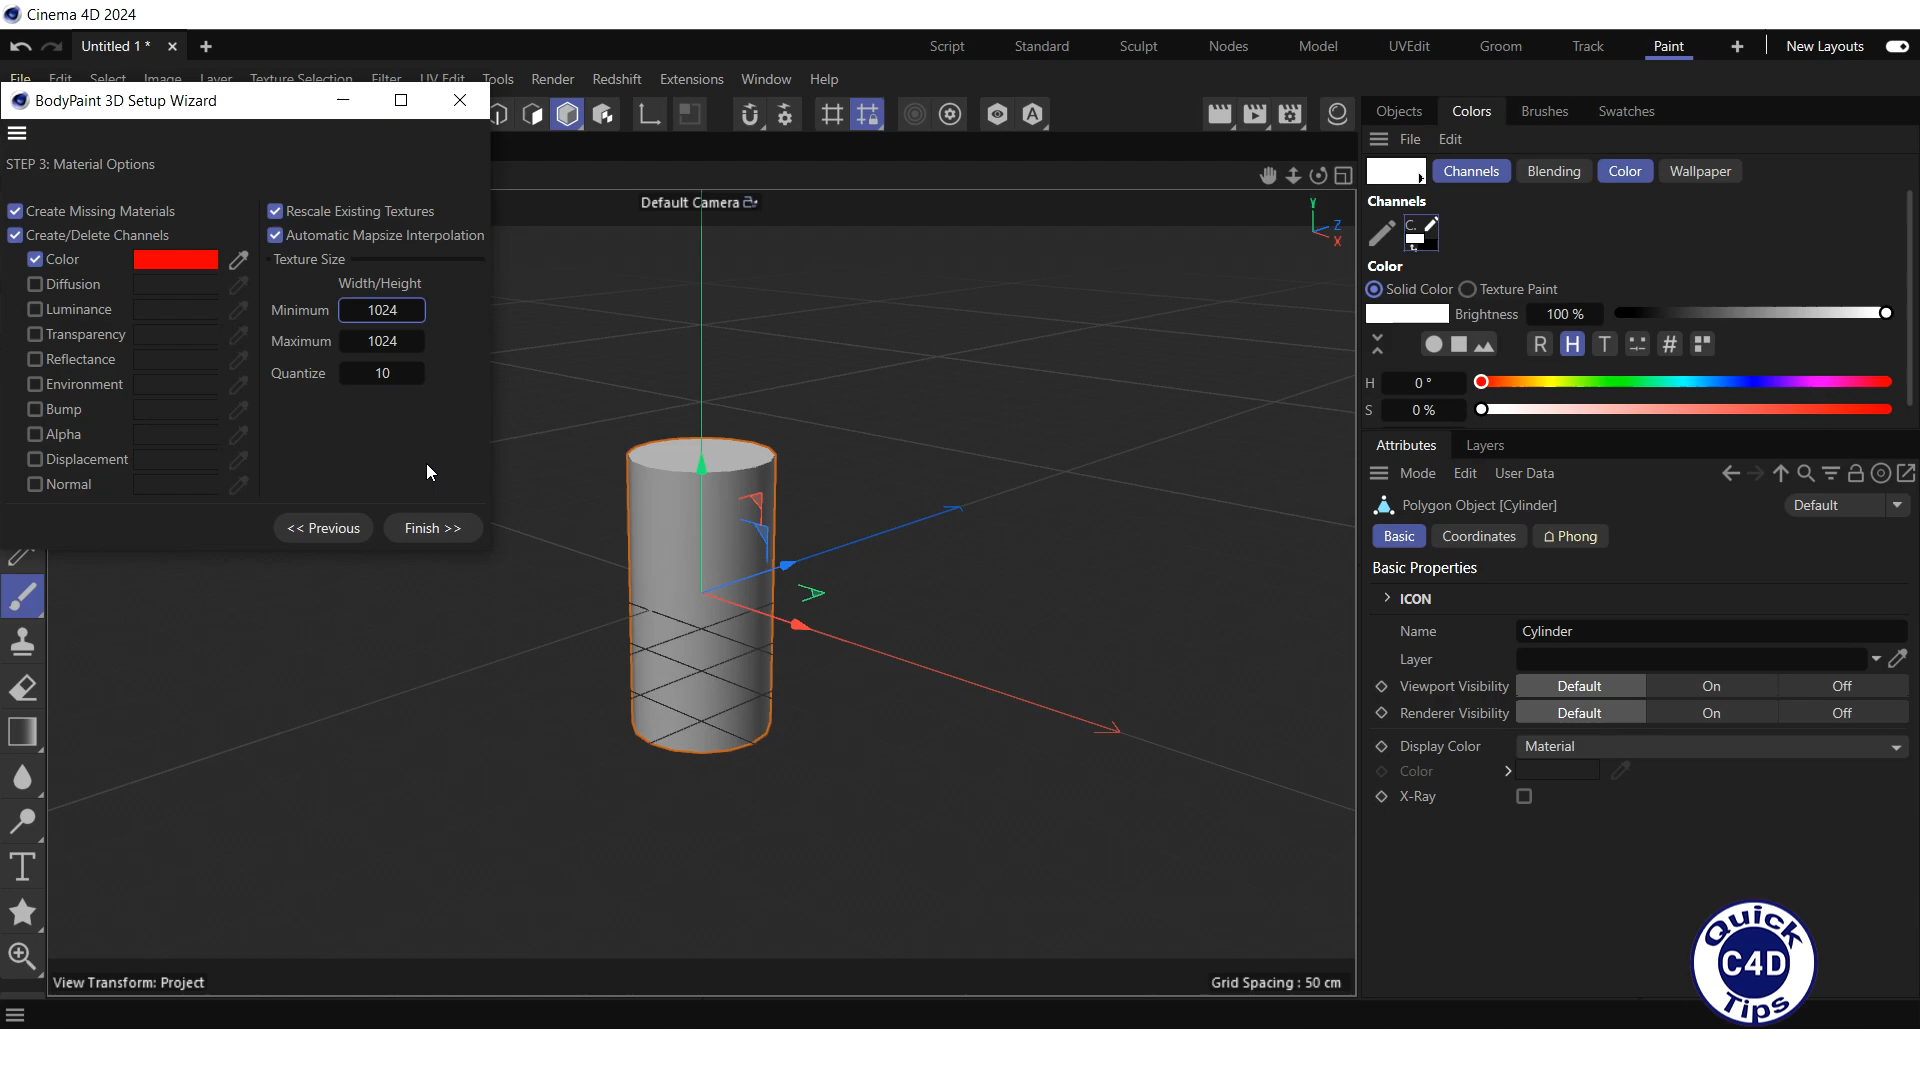 Cinema 4D 2024
Untitled 1 *
Script Standard Sculpt Nodes Model UVEdit Groom Track Paint New Layouts
File Edit Select Image Layer Texture Selection Filter UV Edit Tools Render Redshift Extensions Window Help
BodyPaint 3D Setup Wizard
STEP 3: Material Options
Create Missing Materials
Rescale Existing Textures
Create/Delete Channels
Automatic Mapsize Interpolation
Color
Texture Size
Diffusion
Width/Height
Luminance
Minimum 1024
Transparency
Maximum 1024
Reflectance
Quantize 10
Environment
Bump
Alpha
Displacement
Normal
<< Previous
Finish >>
Default Camera
Y
Z
X
View Transform: Project
Grid Spacing : 50 cm
Objects Colors Brushes Swatches
File Edit
Channels Blending Color Wallpaper
Channels
C.
Color
Solid Color Texture Paint
Brightness 100 %
R H T #
H 0 °
S 0 %
Attributes Layers
Mode Edit User Data
Polygon Object [Cylinder]
Default
Basic Coordinates Phong
Basic Properties
ICON
Name Cylinder
Layer
Viewport Visibility Default On Off
Renderer Visibility Default On Off
Display Color Material
Color
X-Ray
Quick
C4D
Tips